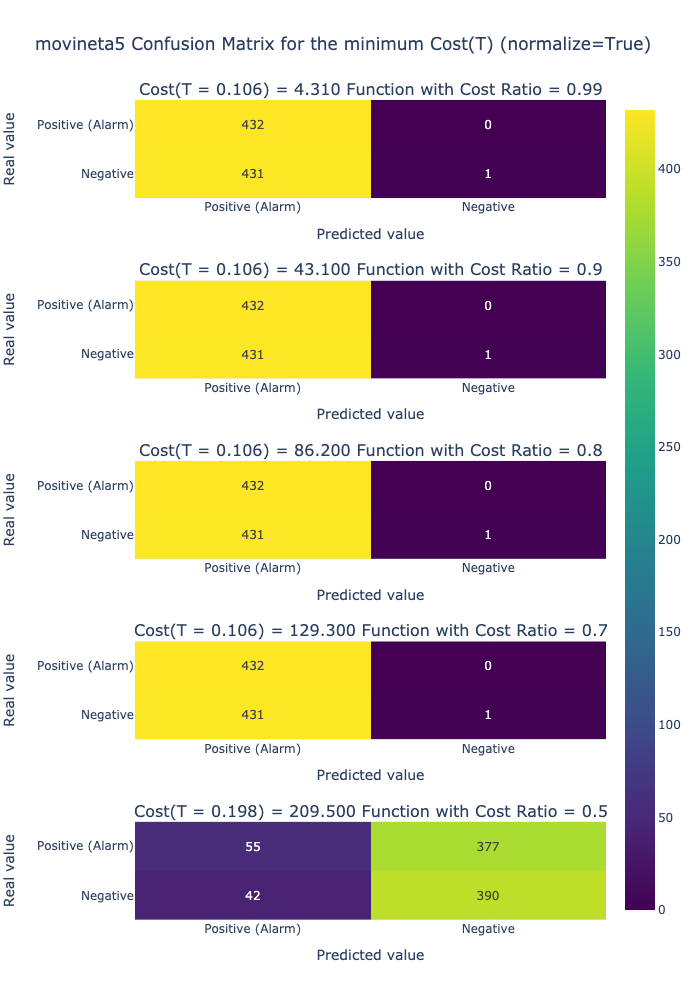 movineta5 Confusion Matrix for the minimum Cost(T) (normalize=True)
Cost(T = 0.106) = 4.310 Function with Cost Ratio = 0.99
Real value
Positive (Alarm) 432 0
Negative 431 1
Positive (Alarm) Negative
Predicted value
Cost(T = 0.106) = 43.100 Function with Cost Ratio = 0.9
Real value
Positive (Alarm) 432 0
Negative 431 1
Positive (Alarm) Negative
Predicted value
Cost(T = 0.106) = 86.200 Function with Cost Ratio = 0.8
Real value
Positive (Alarm) 432 0
Negative 431 1
Positive (Alarm) Negative
Predicted value
Cost(T = 0.106) = 129.300 Function with Cost Ratio = 0.7
Real value
Positive (Alarm) 432 0
Negative 431 1
Positive (Alarm) Negative
Predicted value
Cost(T = 0.198) = 209.500 Function with Cost Ratio = 0.5
Real value
Positive (Alarm) 55 377
Negative 42 390
Positive (Alarm) Negative
Predicted value
400
350
300
250
200
150
100
50
0